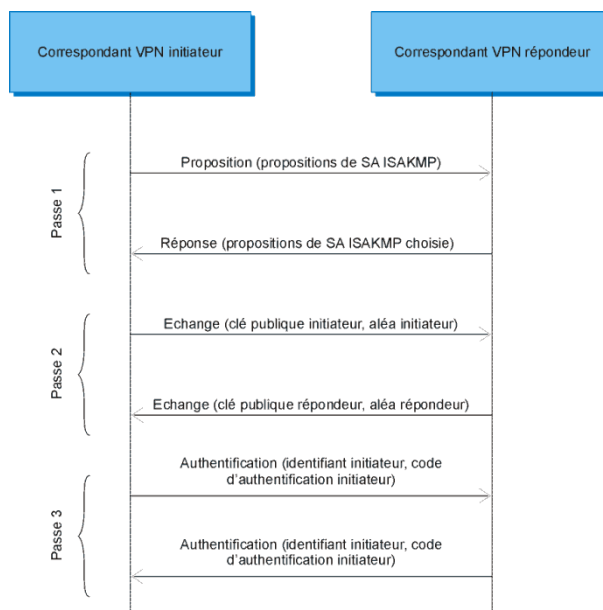 Correspondant VPN initiateur
Correspondant VPN répondeur
Passe 1
Proposition (propositions de SA ISAKMP)
Réponse (propositions de SA ISAKMP choisie)
Passe 2
Echange (clé publique initiateur, aléa initiateur)
Echange (clé publique répondeur, aléa répondeur)
Passe 3
Authentification (identifiant initiateur, code
d'authentification initiateur)
Authentification (identifiant initiateur, code
d'authentification initiateur)